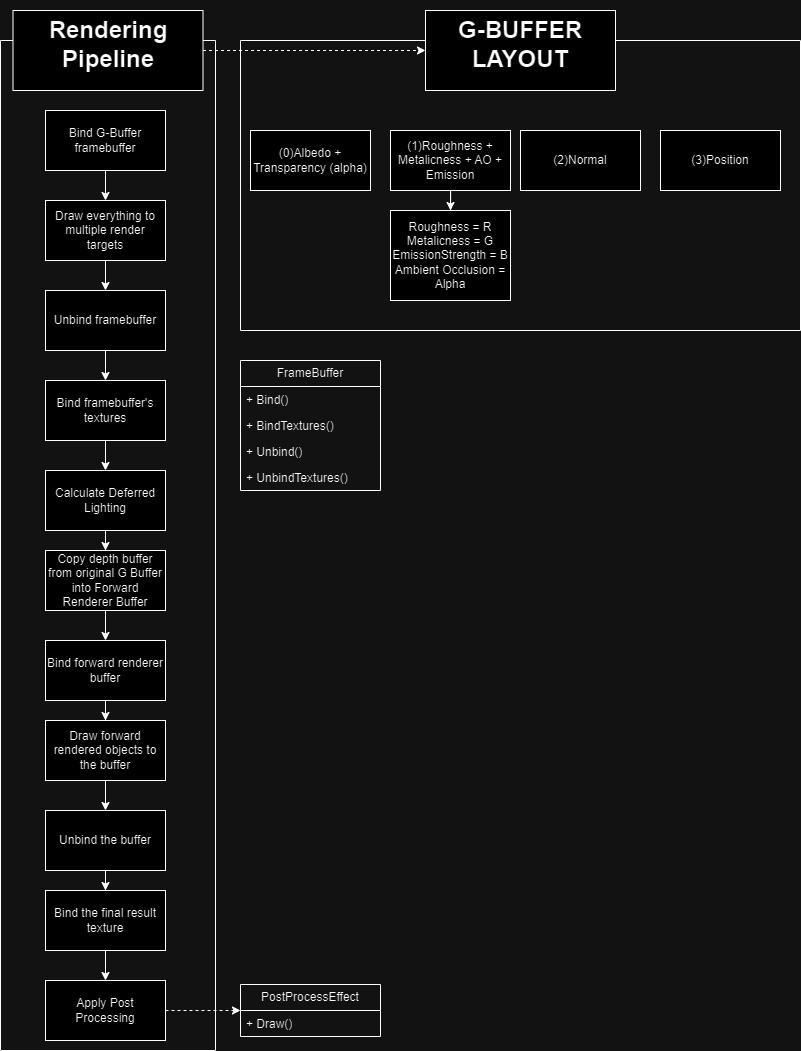 Rendering
Pipeline
Bind G-Buffer
framebuffer
Draw everything to
multiple render
targets
Unbind framebuffer
Bind framebuffer's
textures
Calculate Deferred
Lighting
Copy depth buffer
from original G Buffer
into Forward
Renderer Buffer
Bind forward renderer
buffer
Draw forward
rendered objects to
the buffer
Unbind the buffer
Bind the final result
texture
Apply Post
Processing
G-BUFFER
LAYOUT
(0)Albedo +
Transparency (alpha)
(1)Roughness +
Metalicness + AO +
Emission
(2)Normal
(3)Position
Roughness = R
Metalicness = G
EmissionStrength = B
Ambient Occlusion =
Alpha
FrameBuffer
+ Bind()
+ BindTextures()
+ Unbind()
+ UnbindTextures()
PostProcessEffect
+ Draw()